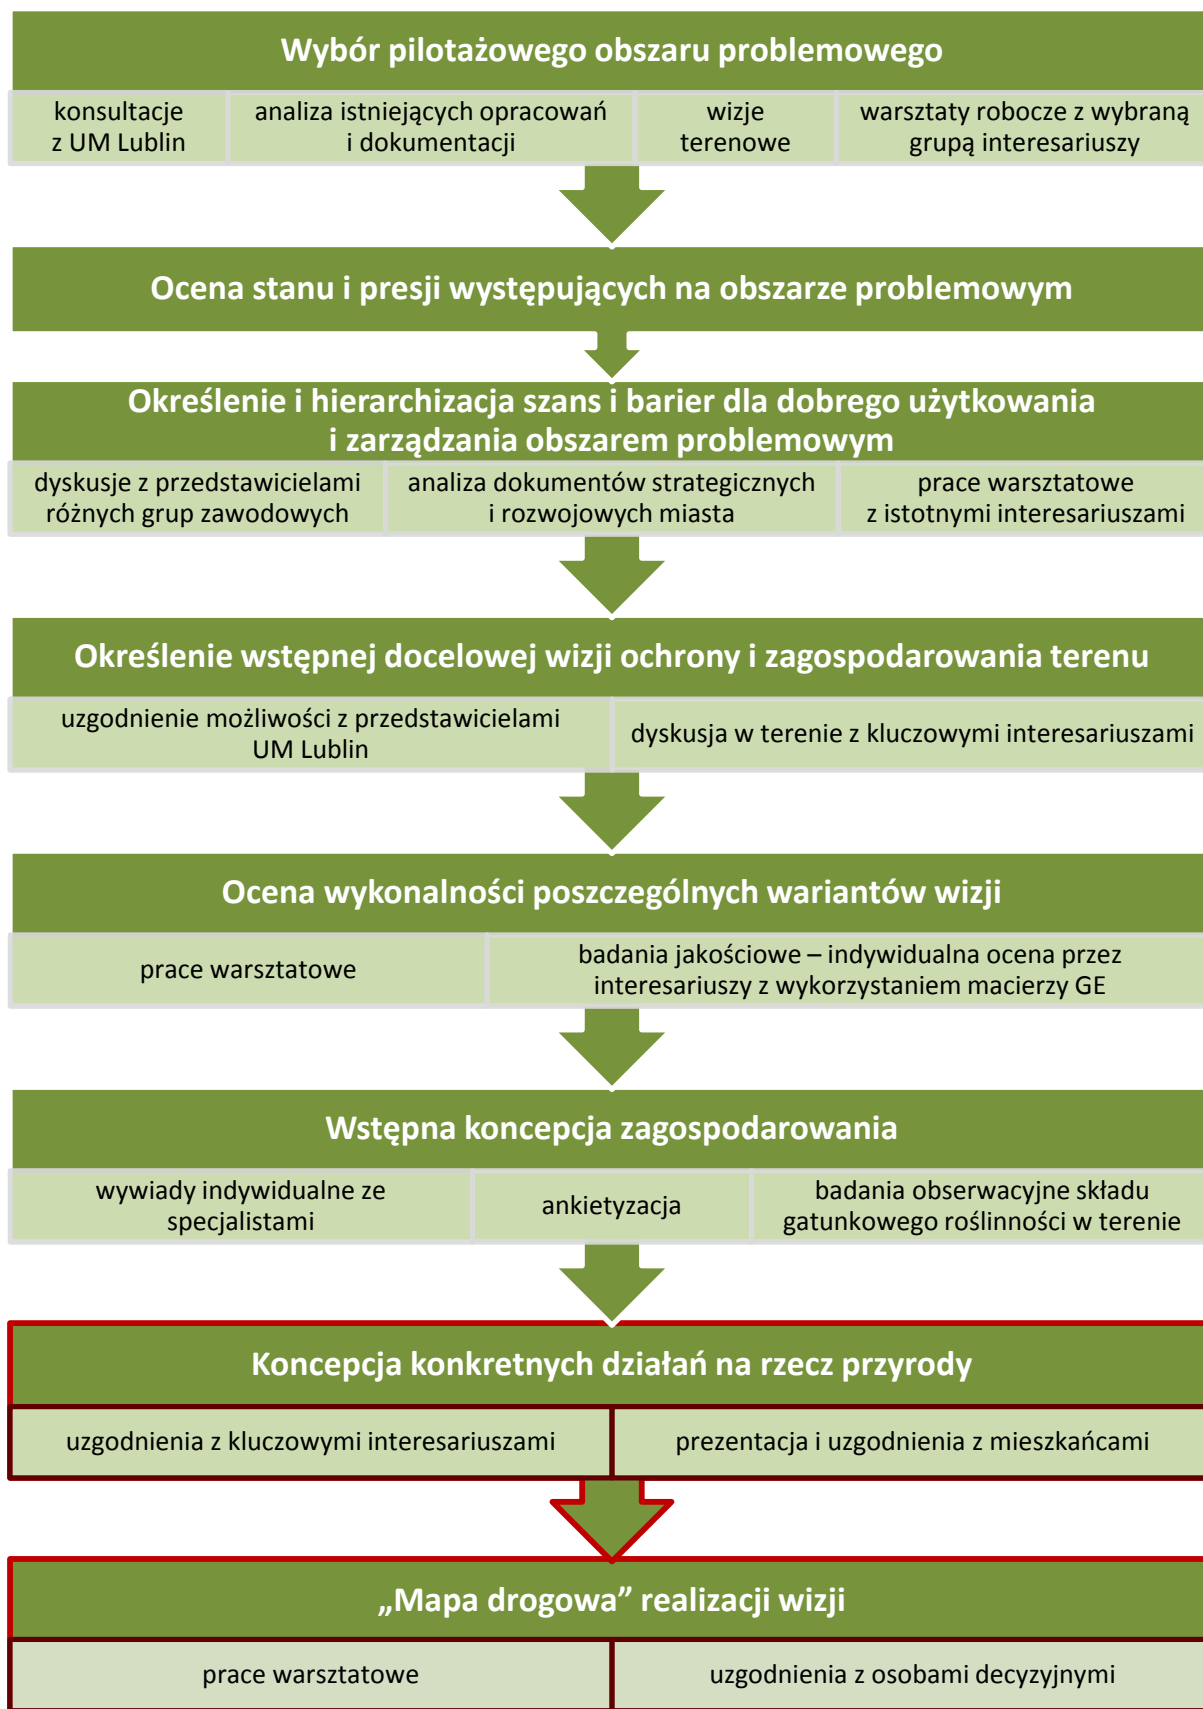 Wybór pilotażowego obszaru problemowego
konsultacje
z UM Lublin
analiza istniejących opracowań
i dokumentacji
wizje
terenowe
warsztaty robocze z wybraną
grupą interesariuszy
Ocena stanu i presji występujących na obszarze problemowym
Określenie i hierarchizacja szans i barier dla dobrego użytkowania
i zarządzania obszarem problemowym
dyskusje z przedstawicielami
różnych grup zawodowych
analiza dokumentów strategicznych
i rozwojowych miasta
prace warsztatowe
z istotnymi interesariuszami
Określenie wstępnej docelowej wizji ochrony i zagospodarowania terenu
uzgodnienie możliwości z przedstawicielami
UM Lublin
dyskusja w terenie z kluczowymi interesariuszami
Ocena wykonalności poszczególnych wariantów wizji
prace warsztatowe
badania jakościowe – indywidualna ocena przez
interesariuszy z wykorzystaniem macierzy GE
Wstępna koncepcja zagospodarowania
wywiady indywidualne ze
specjalistami
ankietyzacja
badania obserwacyjne składu
gatunkowego roślinności w terenie
Koncepcja konkretnych działań na rzecz przyrody
uzgodnienia z kluczowymi interesariuszami
prezentacja i uzgodnienia z mieszkańcami
„Mapa drogowa” realizacji wizji
prace warsztatowe
uzgodnienia z osobami decyzyjnymi